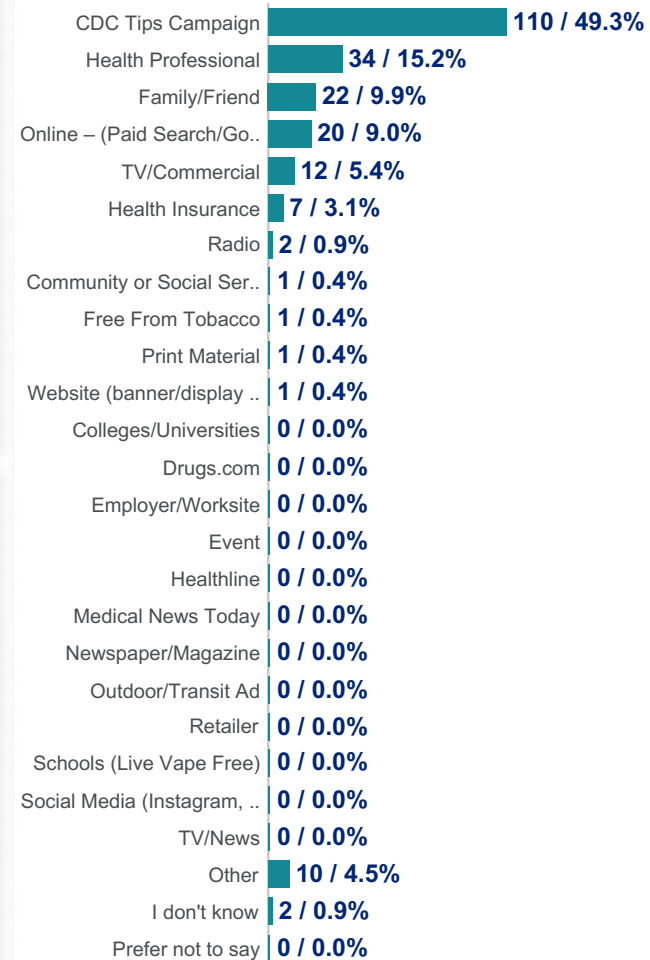 CDC Tips Campaign 110 / 49.3%
Health Professional 34 / 15.2%
Family/Friend 22 / 9.9%
Online – (Paid Search/Go.. 20 / 9.0%
TV/Commercial 12 / 5.4%
Health Insurance 7 / 3.1%
Radio 2 / 0.9%
Community or Social Ser.. 1 / 0.4%
Free From Tobacco 1 / 0.4%
Print Material 1 / 0.4%
Website (banner/display .. 1 / 0.4%
Colleges/Universities 0 / 0.0%
Drugs.com 0 / 0.0%
Employer/Worksite 0 / 0.0%
Event 0 / 0.0%
Healthline 0 / 0.0%
Medical News Today 0 / 0.0%
Newspaper/Magazine 0 / 0.0%
Outdoor/Transit Ad 0 / 0.0%
Retailer 0 / 0.0%
Schools (Live Vape Free) 0 / 0.0%
Social Media (Instagram, .. 0 / 0.0%
TV/News 0 / 0.0%
Other 10 / 4.5%
I don't know 2 / 0.9%
Prefer not to say 0 / 0.0%